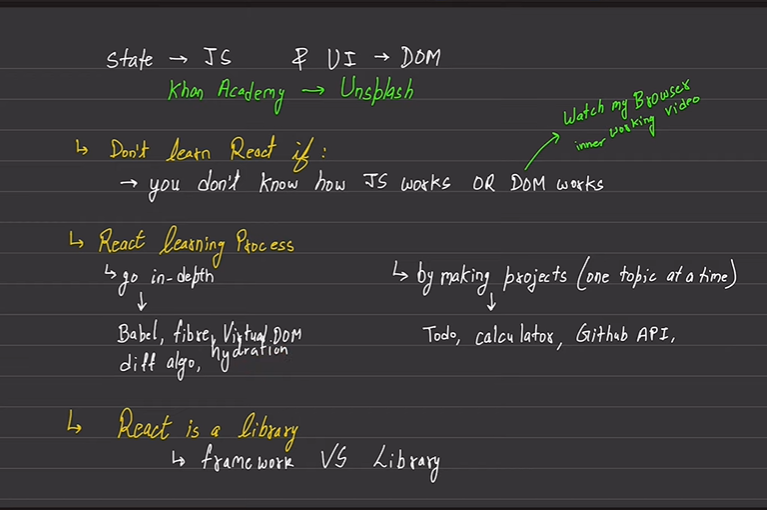 State → JS & UI → DOM
Khan Academy → Unsplash
Watch my Browser
inner working video
↳ Don't learn React if :
→ you don't know how JS works OR DOM works
↳ React learning Process
↳ go in-depth
↓
Babel, fibre, Virtual DOM
diff algo, hydration
↳ by making projects (one topic at a time)
↓
Todo, calculator, Github API,
↳ React is a library
↳ framework VS Library